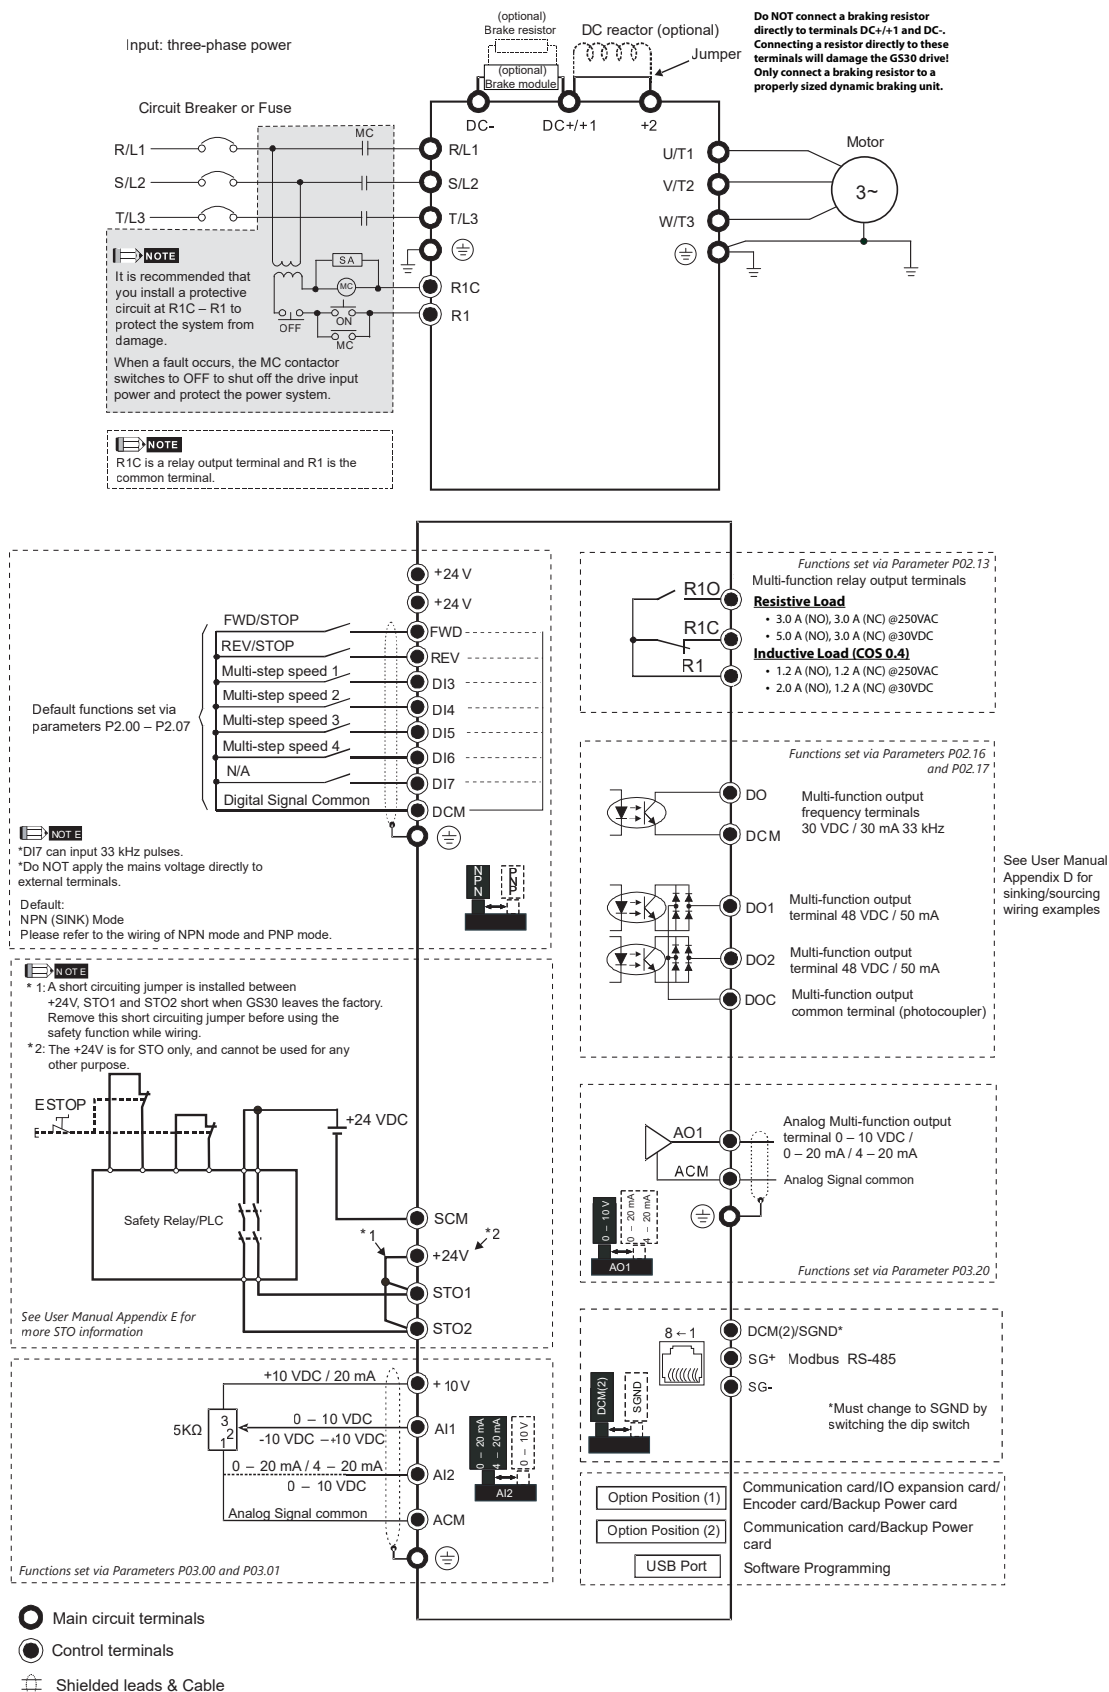 Input: three-phase power
(optional)
Brake resistor
(optional)
Brake module
DC reactor (optional)
Jumper
Do NOT connect a braking resistor
directly to terminals DC+/+1 and DC-.
Connecting a resistor directly to these
terminals will damage the GS30 drive!
Only connect a braking resistor to a
properly sized dynamic braking unit.
Circuit Breaker or Fuse
DC-
DC+/+1
+2
MC
R/L1
R/L1
S/L2
S/L2
T/L3
T/L3
U/T1
V/T2
W/T3
Motor
3~
NOTE
It is recommended that
you install a protective
circuit at R1C – R1 to
protect the system from
damage.
When a fault occurs, the MC contactor
switches to OFF to shut off the drive input
power and protect the power system.
SA
MC
OFF
ON
MC
R1C
R1
NOTE
R1C is a relay output terminal and R1 is the
common terminal.
+24V
+24V
FWD/STOP
FWD
REV/STOP
REV
Multi-step speed 1
DI3
Multi-step speed 2
DI4
Multi-step speed 3
DI5
Multi-step speed 4
DI6
N/A
DI7
Digital Signal Common
DCM
Default functions set via
parameters P2.00 – P2.07
NOTE
*DI7 can input 33 kHz pulses.
*Do NOT apply the mains voltage directly to
external terminals.
Default:
NPN (SINK) Mode
Please refer to the wiring of NPN mode and PNP mode.
NPN
PNP
Functions set via Parameter P02.13
Multi-function relay output terminals
R1O
R1C
R1
Resistive Load
• 3.0 A (NO), 3.0 A (NC) @250VAC
• 5.0 A (NO), 3.0 A (NC) @30VDC
Inductive Load (COS 0.4)
• 1.2 A (NO), 1.2 A (NC) @250VAC
• 2.0 A (NO), 1.2 A (NC) @30VDC
Functions set via Parameters P02.16
and P02.17
DO
DCM
Multi-function output
frequency terminals
30 VDC / 30 mA 33 kHz
DO1
Multi-function output
terminal 48 VDC / 50 mA
DO2
Multi-function output
terminal 48 VDC / 50 mA
DOC
Multi-function output
common terminal (photocoupler)
See User Manual
Appendix D for
sinking/sourcing
wiring examples
NOTE
*1: A short circuiting jumper is installed between
+24V, STO1 and STO2 short when GS30 leaves the factory.
Remove this short circuiting jumper before using the
safety function while wiring.
*2: The +24V is for STO only, and cannot be used for any
other purpose.
ESTOP
+24 VDC
Safety Relay/PLC
SCM
*1
*2
+24V
STO1
STO2
See User Manual Appendix E for
more STO information
AO1
ACM
Analog Multi-function output
terminal 0 – 10 VDC /
0 – 20 mA / 4 – 20 mA
Analog Signal common
0 – 10 V
0 – 20 mA
4 – 20 mA
AO1
Functions set via Parameter P03.20
8 ← 1
DCM(2)/SGND*
SG+ Modbus RS-485
SG-
DCM(2)
SGND
*Must change to SGND by
switching the dip switch
+10 VDC / 20 mA
+10V
5KΩ
3
2
1
0 – 10 VDC
-10 VDC – +10 VDC
AI1
0 – 20 mA / 4 – 20 mA
0 – 10 VDC
AI2
Analog Signal common
ACM
0 – 20 mA
4 – 20 mA
0 – 10 V
AI2
Functions set via Parameters P03.00 and P03.01
Option Position (1)
Communication card/IO expansion card/
Encoder card/Backup Power card
Option Position (2)
Communication card/Backup Power
card
USB Port
Software Programming
Main circuit terminals
Control terminals
Shielded leads & Cable